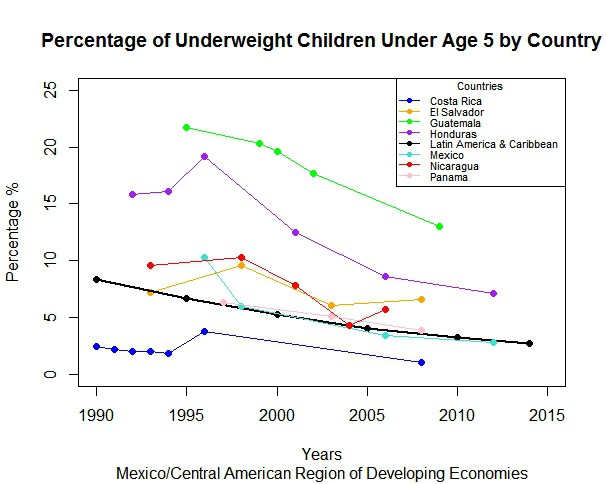 Percentage of Underweight Children Under Age 5 by Country
Countries
Costa Rica
El Salvador
Guatemala
Honduras
Latin America & Caribbean
Mexico
Nicaragua
Panama
Percentage %
25
20
15
10
5
0
1990 1995 2000 2005 2010 2015
Years
Mexico/Central American Region of Developing Economies